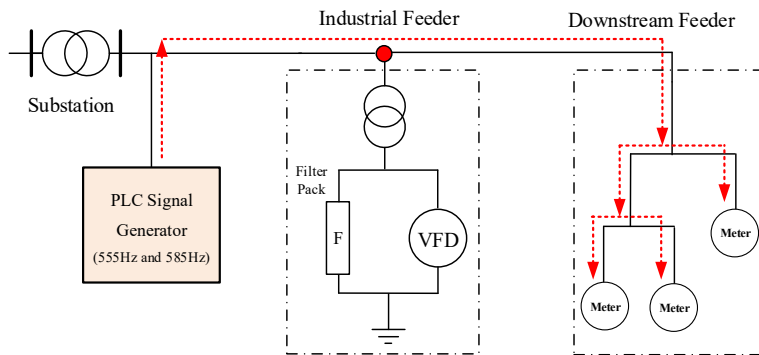 Industrial Feeder
Downstream Feeder
Substation
Filter
Pack
PLC Signal
Generator
(555Hz and 585Hz)
F
VFD
Meter
Meter
Meter